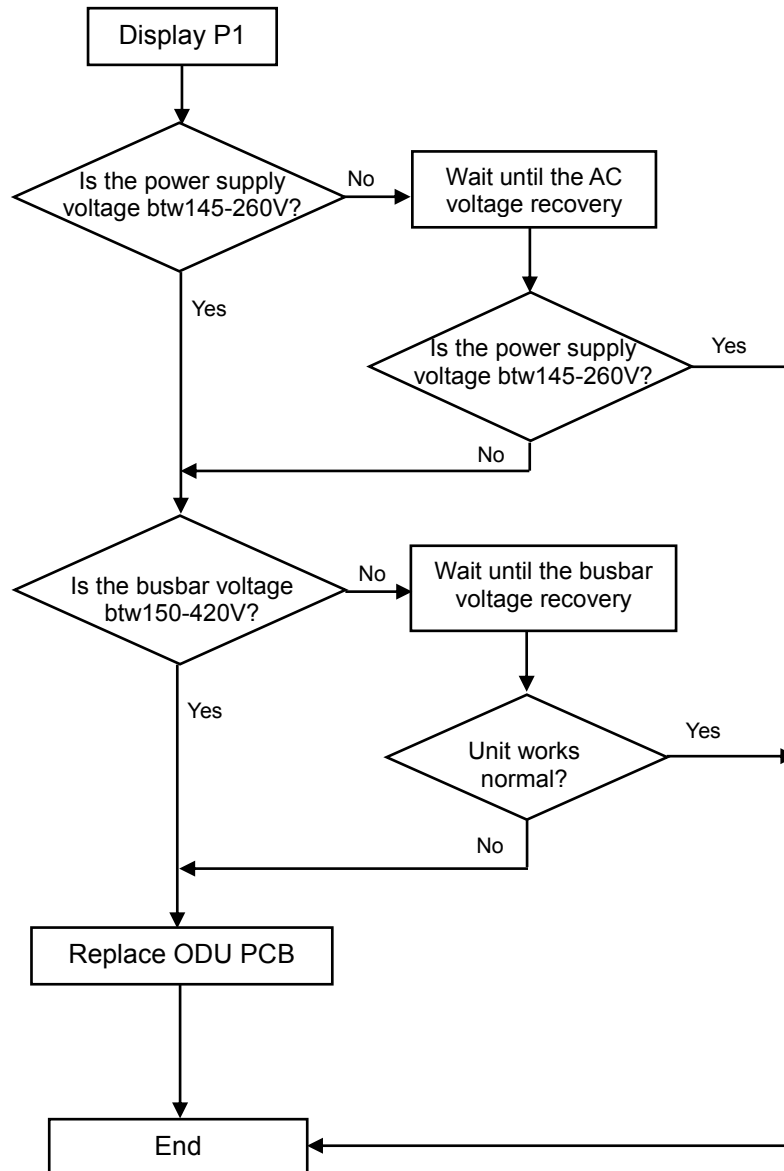 Display P1
Is the power supply
voltage btw145-260V?
No
Wait until the AC
voltage recovery
Yes
Is the power supply
voltage btw145-260V?
Yes
No
Is the busbar voltage
btw150-420V?
No
Wait until the busbar
voltage recovery
Yes
Unit works
normal?
Yes
No
Replace ODU PCB
End